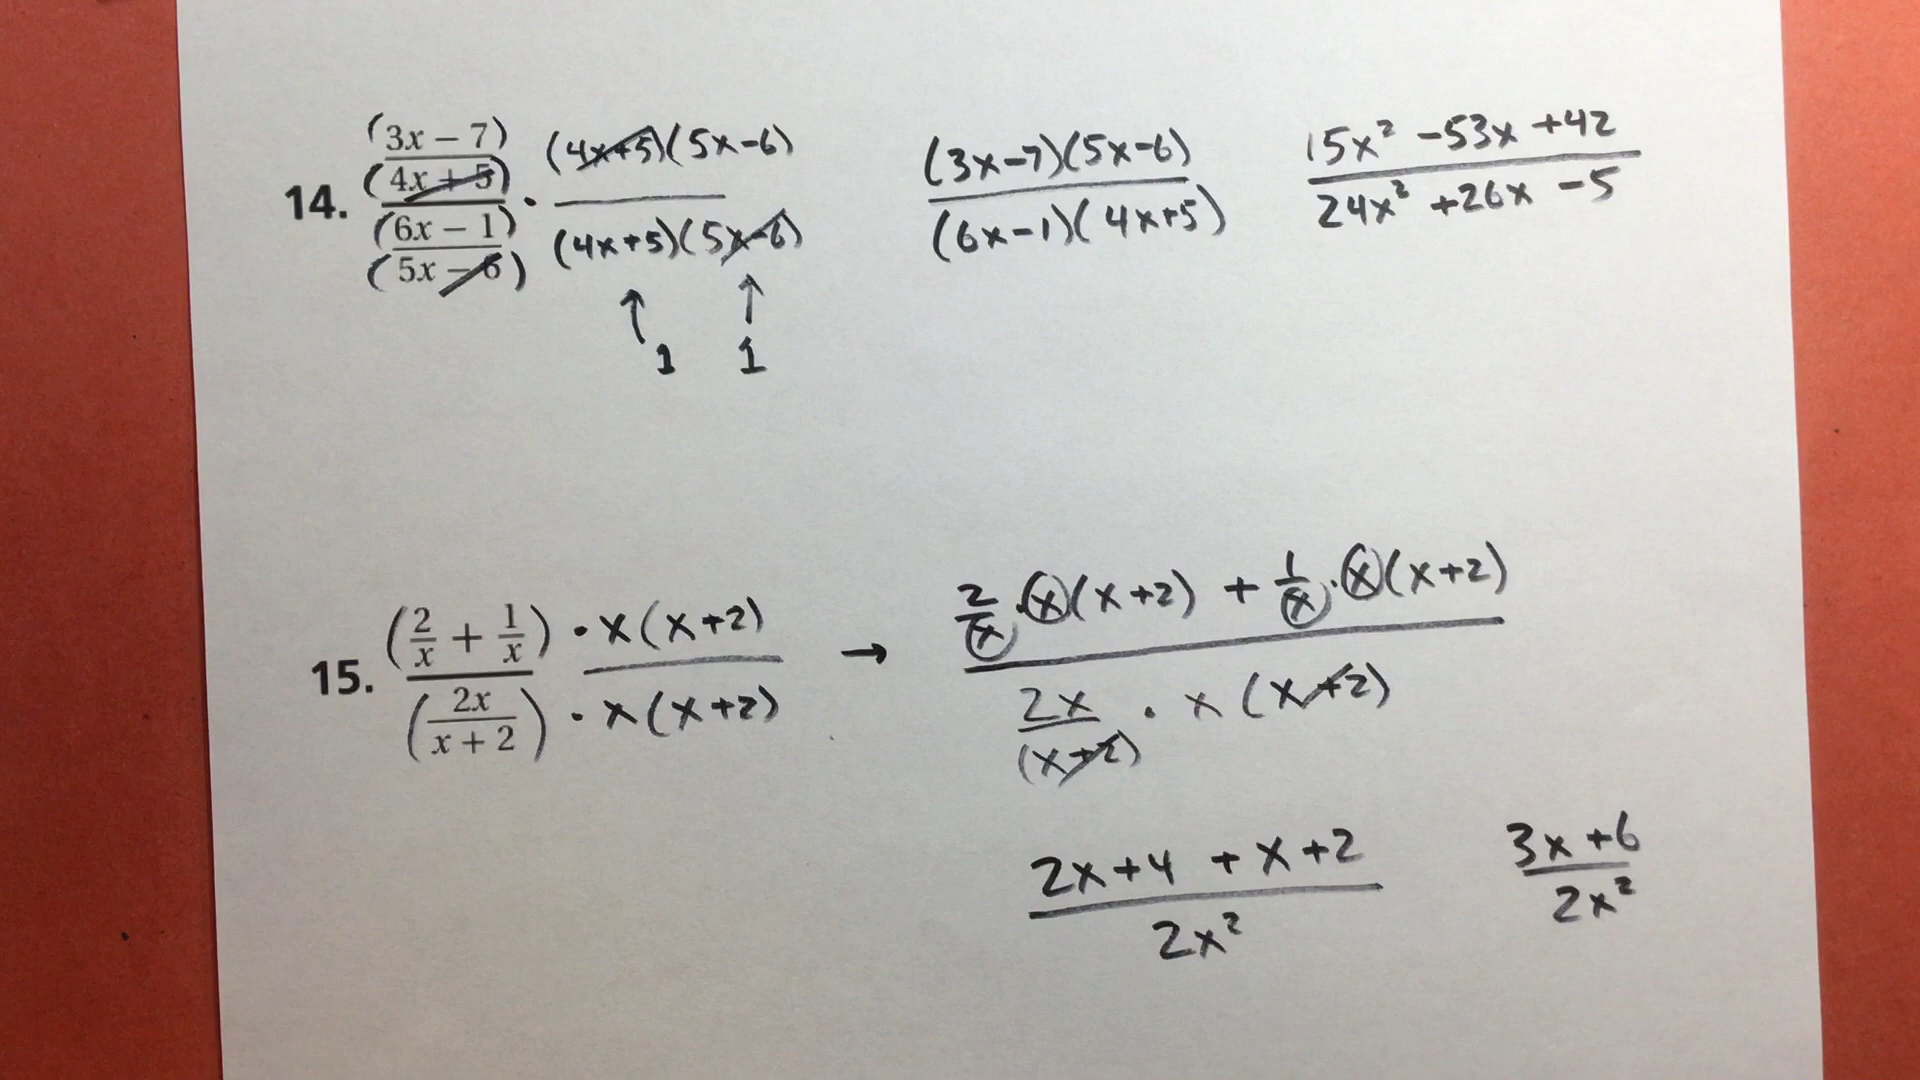 14. (3x – 7)/(4x + 5) / (6x – 1)/(5x – 6) · (4x+5)(5x-6) / (4x+5)(5x-6)
(3x-7)(5x-6) / (6x-1)(4x+5)
15x² -53x +42 / 24x² +26x -5
↑ ↑
1 1
15. (2/x + 1/x) · x(x+2) / (2x/(x + 2)) · x(x+2) →
2/x · x(x+2) + 1/x · x(x+2) / 2x/(x+2) · x(x+2)
2x+4 +x+2 / 2x²
3x+6 / 2x²